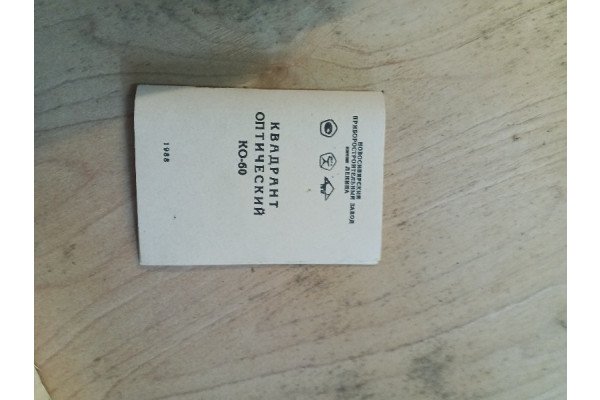 НОВОСИБИРСКИЙ
ПРИБОРОСТРОИТЕЛЬНЫЙ ЗАВОД
имени ЛЕНИНА
КВАДРАНТ
ОПТИЧЕСКИЙ
КО-60
1988